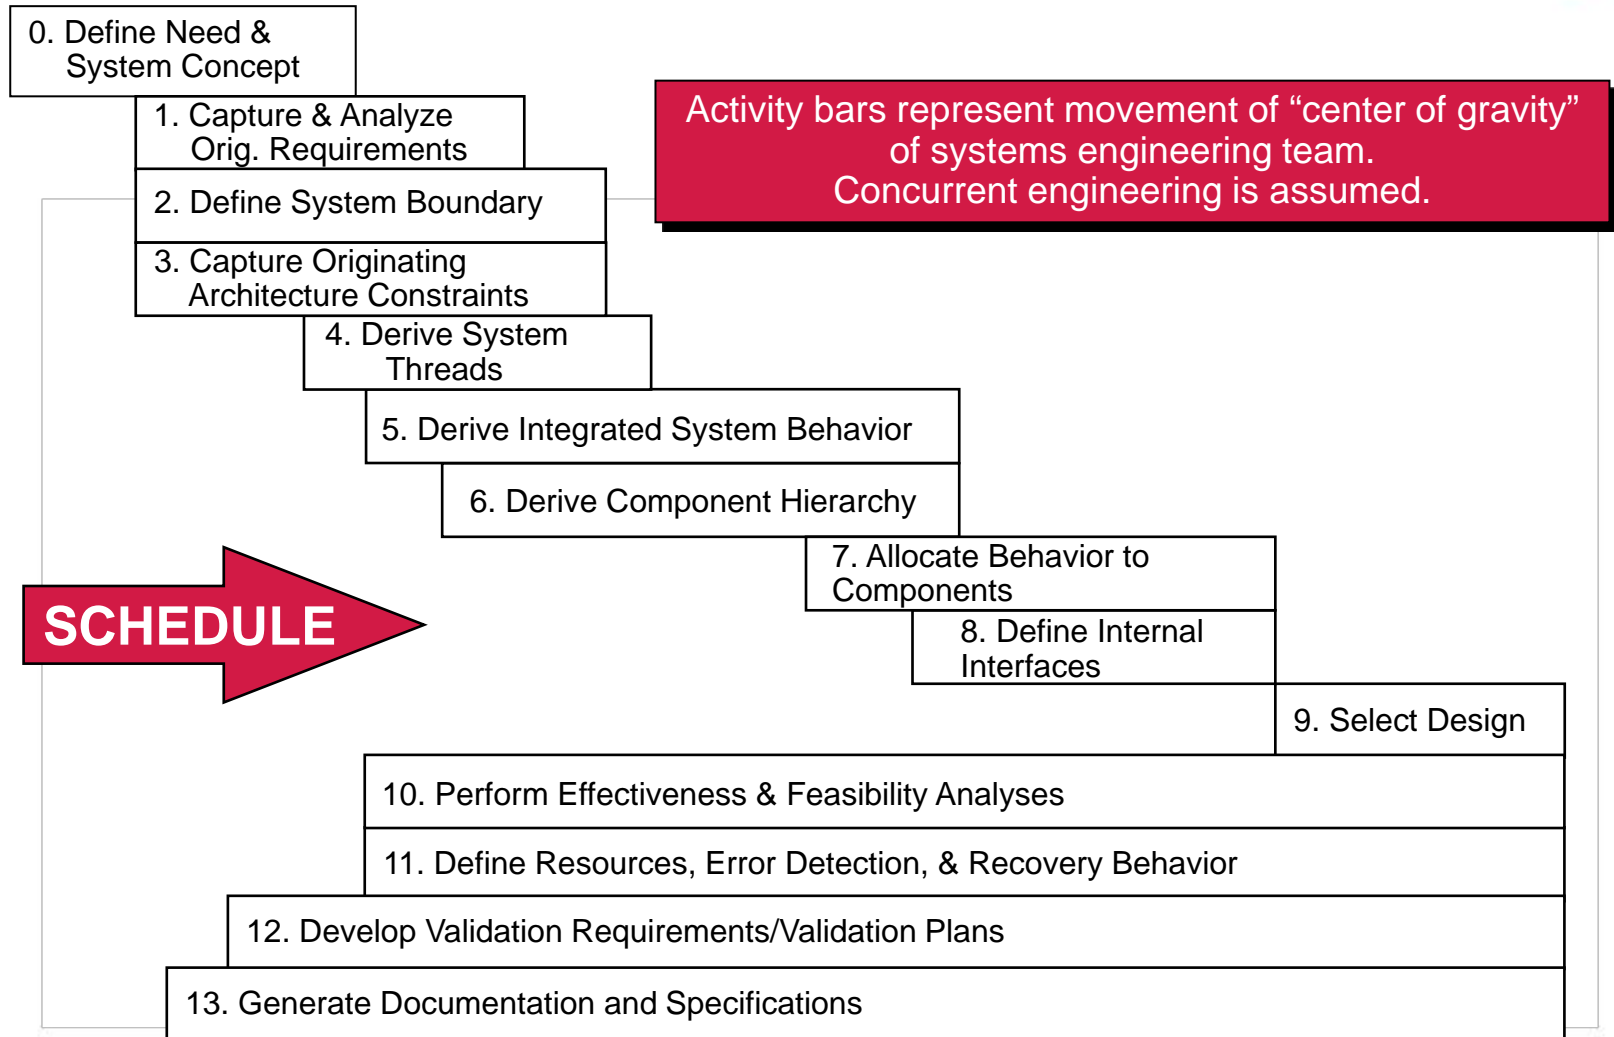 0. Define Need &
System Concept
1. Capture & Analyze
Orig. Requirements
Activity bars represent movement of “center of gravity”
of systems engineering team.
Concurrent engineering is assumed.
2. Define System Boundary
3. Capture Originating
Architecture Constraints
4. Derive System
Threads
5. Derive Integrated System Behavior
6. Derive Component Hierarchy
7. Allocate Behavior to
Components
SCHEDULE
8. Define Internal
Interfaces
9. Select Design
10. Perform Effectiveness & Feasibility Analyses
11. Define Resources, Error Detection, & Recovery Behavior
12. Develop Validation Requirements/Validation Plans
13. Generate Documentation and Specifications